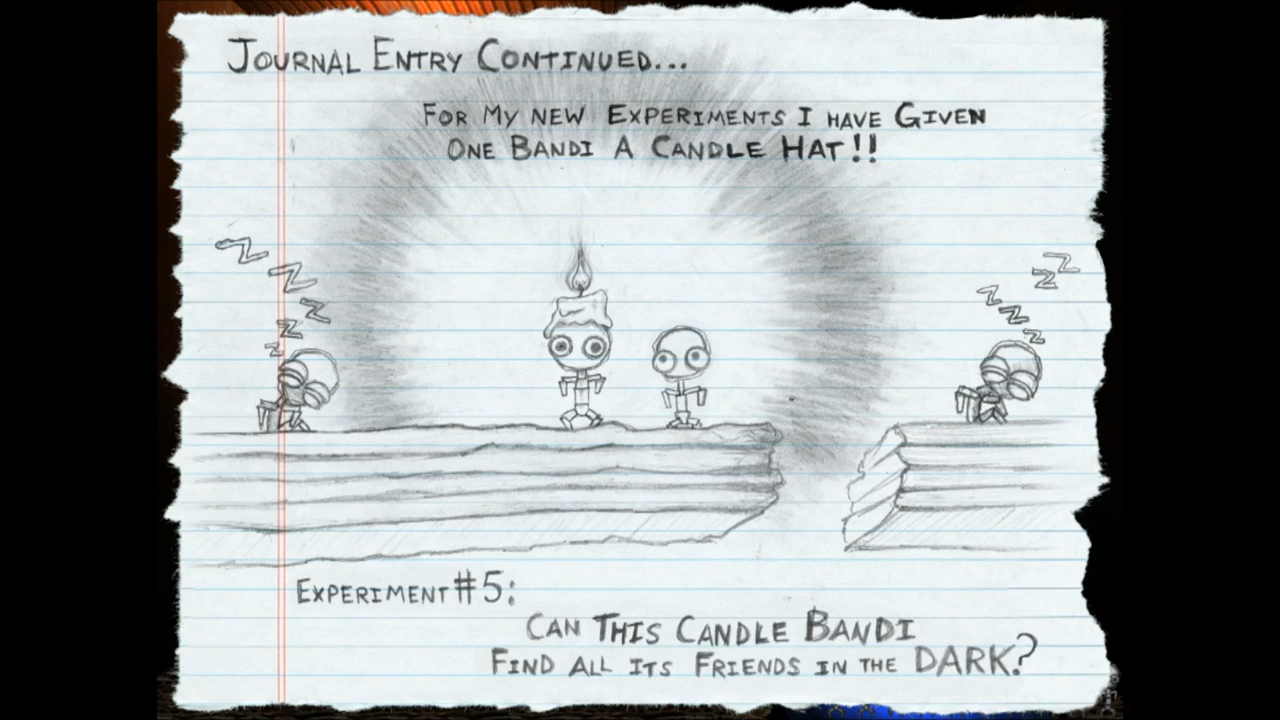 Journal Entry Continued...
For My new Experiments I have Given
One Bandi A Candle Hat!!
Z Z Z Z Z
Z Z Z Z Z
Experiment #5:
Can This Candle Bandi
Find all its Friends in the DARK?